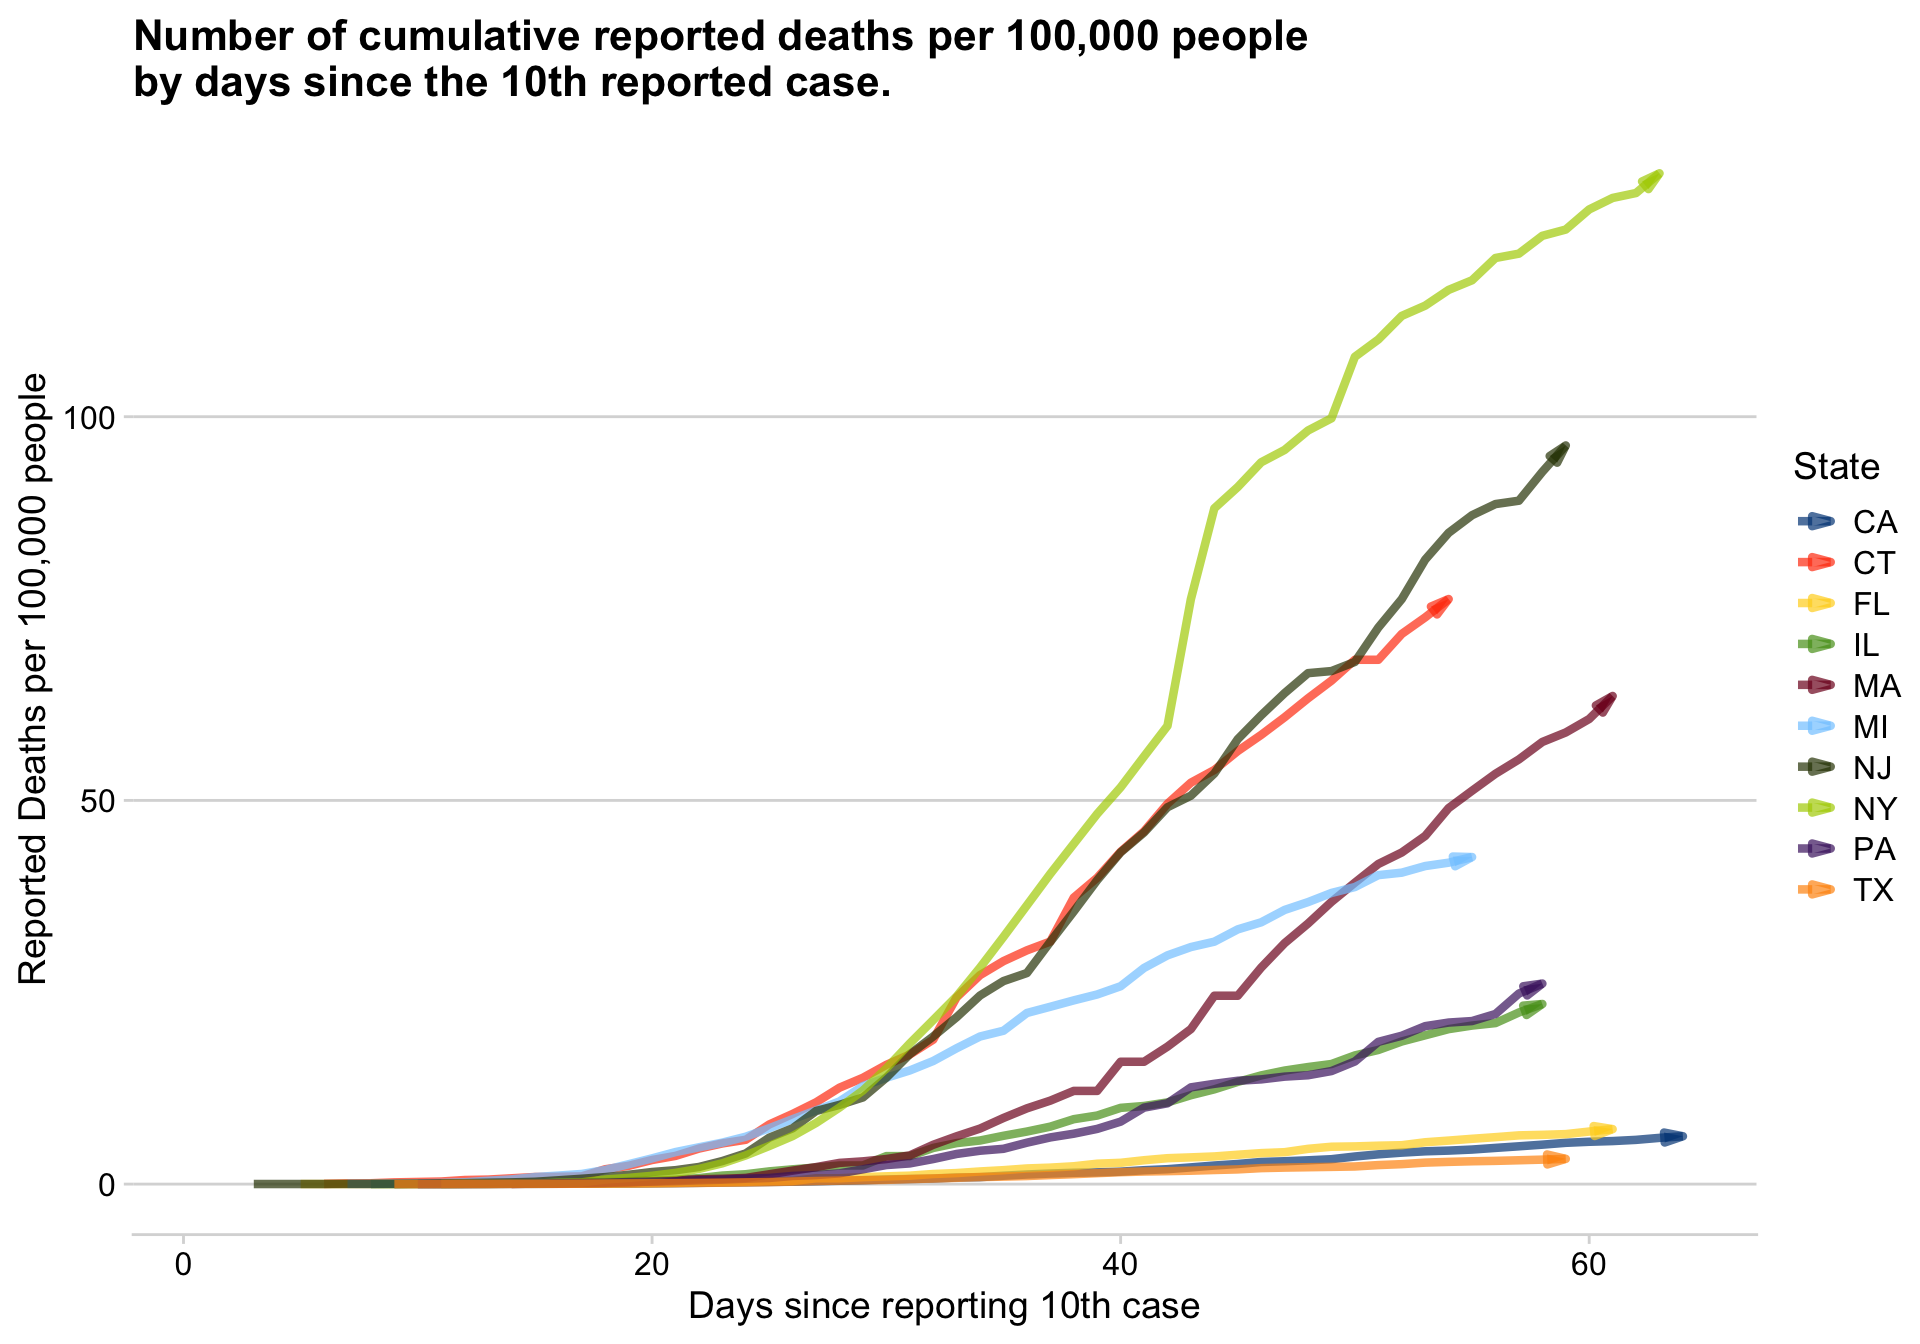 Number of cumulative reported deaths per 100,000 people
by days since the 10th reported case.
Reported Deaths per 100,000 people
100
50
0
0
20
40
60
Days since reporting 10th case
State
CA
CT
FL
IL
MA
MI
NJ
NY
PA
TX